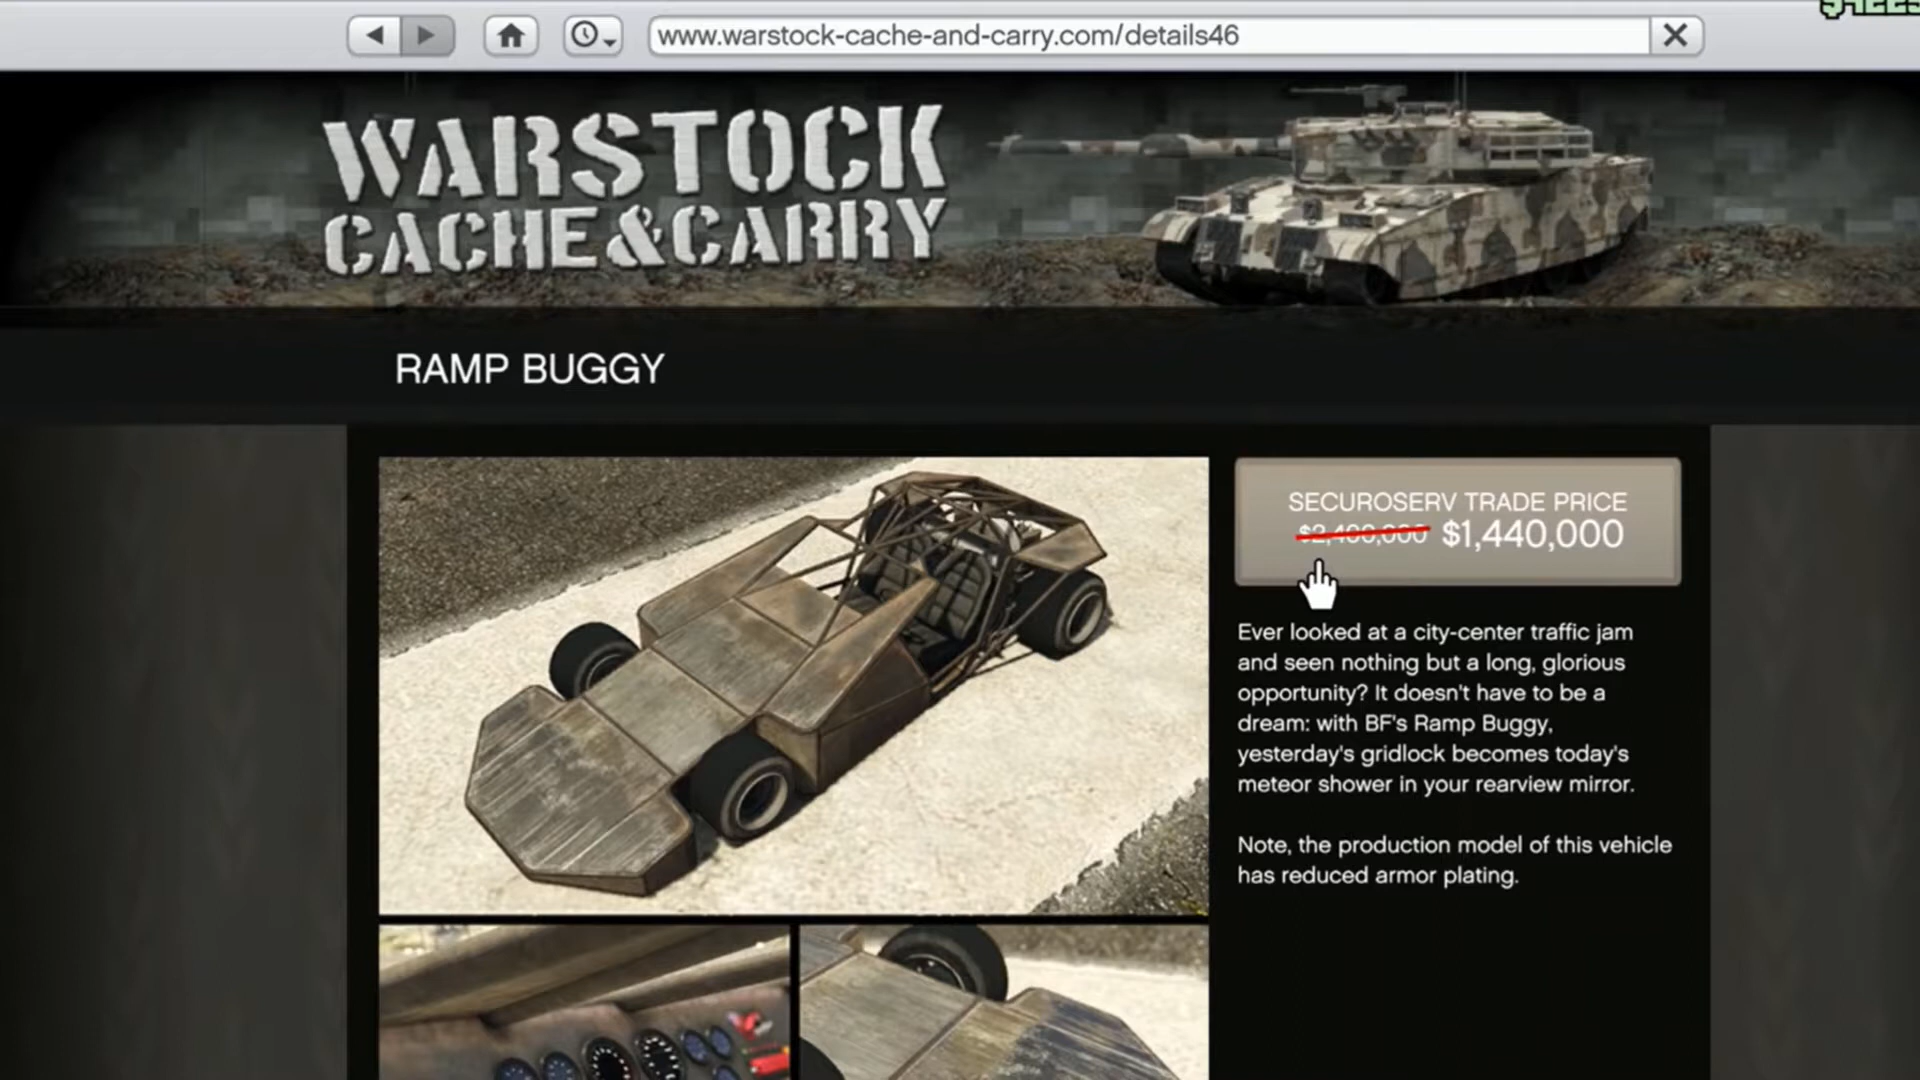 www.warstock-cache-and-carry.com/details46
WARSTOCK
CACHE&CARRY
RAMP BUGGY
SECUROSERV TRADE PRICE
$2,400,000 $1,440,000
Ever looked at a city-center traffic jam
and seen nothing but a long, glorious
opportunity? It doesn't have to be a
dream: with BF's Ramp Buggy,
yesterday's gridlock becomes today's
meteor shower in your rearview mirror.
Note, the production model of this vehicle
has reduced armor plating.